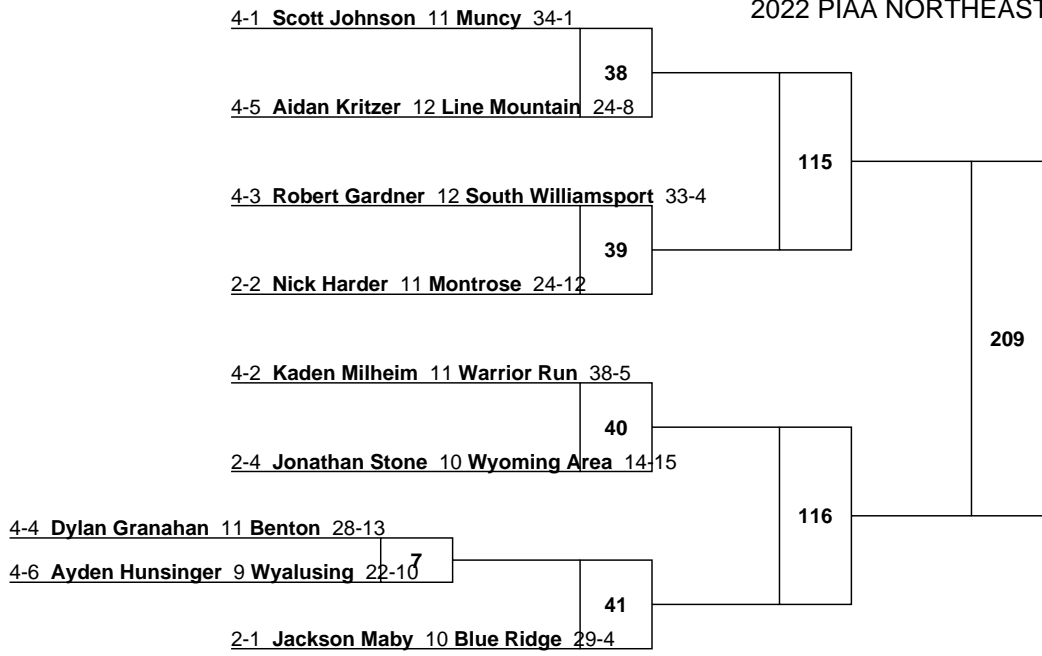 2022 PIAA NORTHEAST
4-1 Scott Johnson 11 Muncy 34-1
38
4-5 Aidan Kritzer 12 Line Mountain 24-8
115
4-3 Robert Gardner 12 South Williamsport 33-4
39
2-2 Nick Harder 11 Montrose 24-12
209
4-2 Kaden Milheim 11 Warrior Run 38-5
40
2-4 Jonathan Stone 10 Wyoming Area 14-15
116
4-4 Dylan Granahan 11 Benton 28-13
7
4-6 Ayden Hunsinger 9 Wyalusing 22-10
41
2-1 Jackson Maby 10 Blue Ridge 29-4